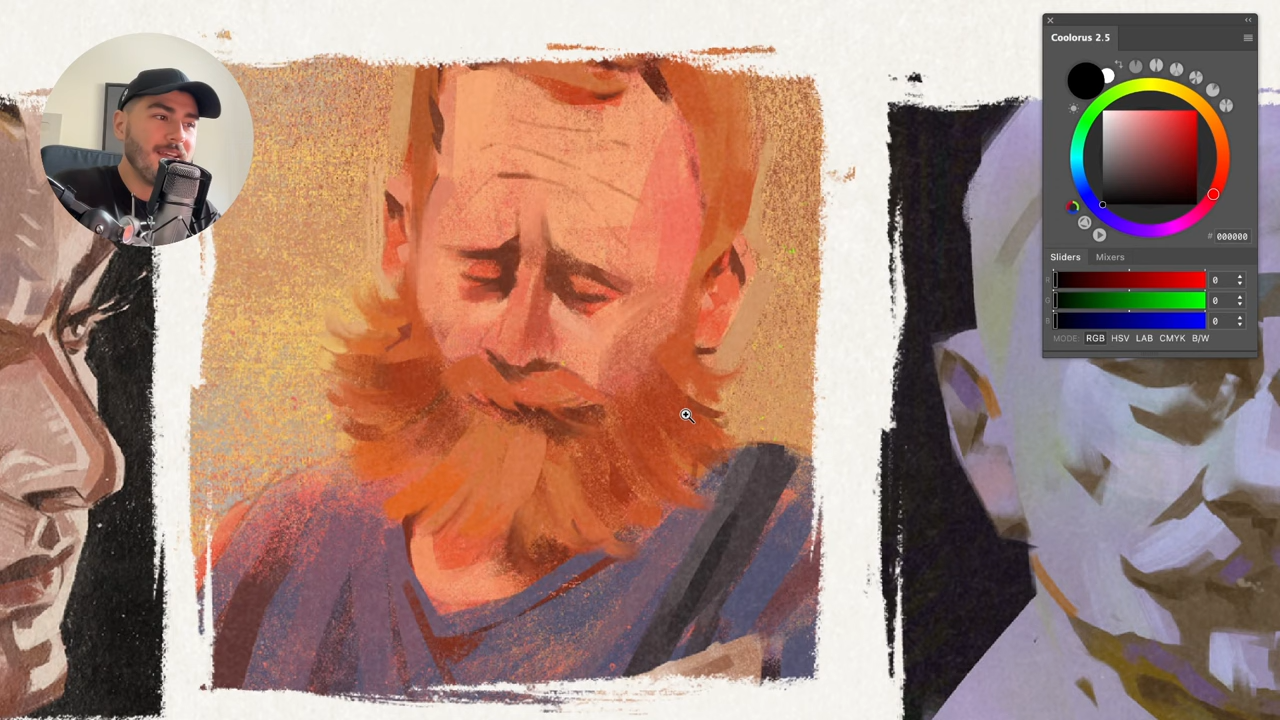 Coolorus 2.5
# 000000
Sliders Mixers
R 0
G 0
B 0
MODE: RGB HSV LAB CMYK B/W